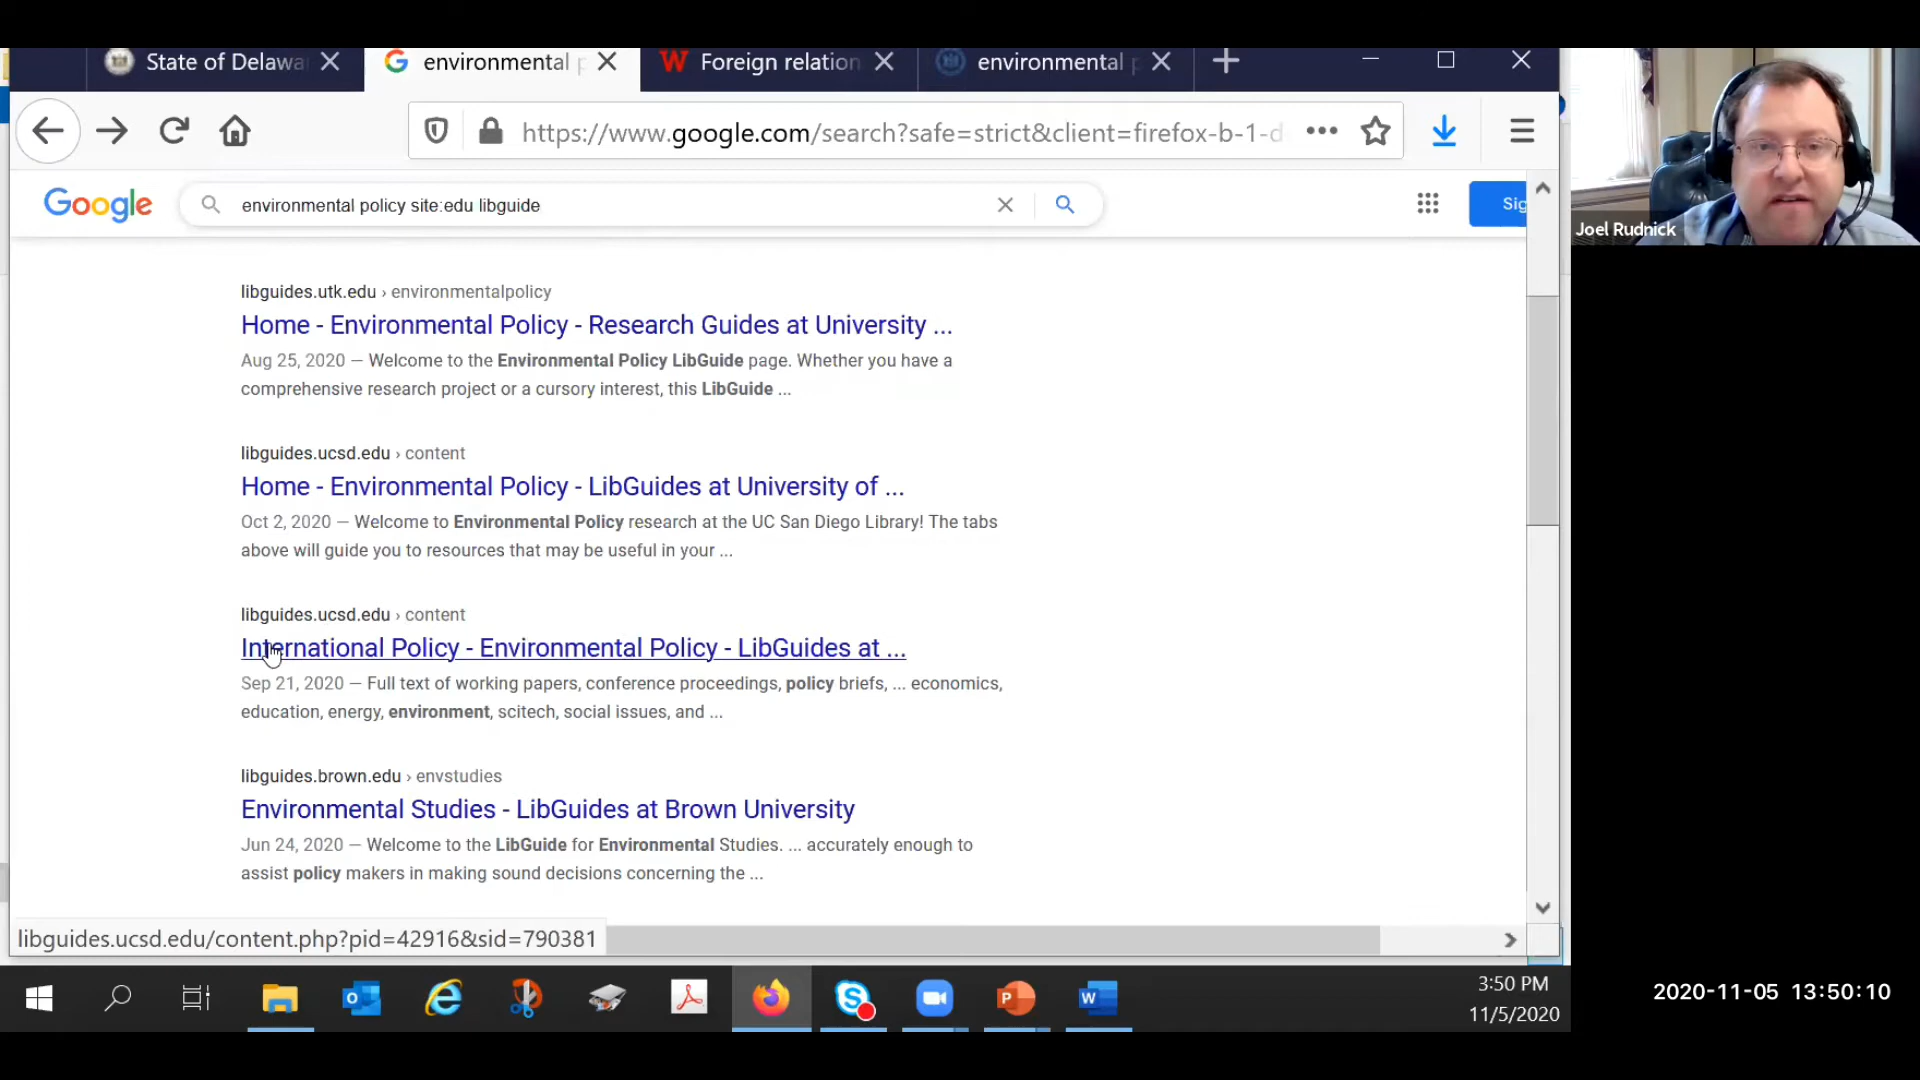 State of Delawa
environmental p
Foreign relation
environmental p
https://www.google.com/search?safe=strict&client=firefox-b-1-d
Joel Rudnick
Google
environmental policy site:edu libguide
Sig
libguides.utk.edu › environmentalpolicy
Home - Environmental Policy - Research Guides at University ...
Aug 25, 2020 — Welcome to the Environmental Policy LibGuide page. Whether you have a
comprehensive research project or a cursory interest, this LibGuide ...
libguides.ucsd.edu › content
Home - Environmental Policy - LibGuides at University of ...
Oct 2, 2020 — Welcome to Environmental Policy research at the UC San Diego Library! The tabs
above will guide you to resources that may be useful in your ...
libguides.ucsd.edu › content
International Policy - Environmental Policy - LibGuides at ...
Sep 21, 2020 — Full text of working papers, conference proceedings, policy briefs, ... economics,
education, energy, environment, scitech, social issues, and ...
libguides.brown.edu › envstudies
Environmental Studies - LibGuides at Brown University
Jun 24, 2020 — Welcome to the LibGuide for Environmental Studies. ... accurately enough to
assist policy makers in making sound decisions concerning the ...
libguides.ucsd.edu/content.php?pid=42916&sid=790381
3:50 PM
11/5/2020
2020-11-05 13:50:10